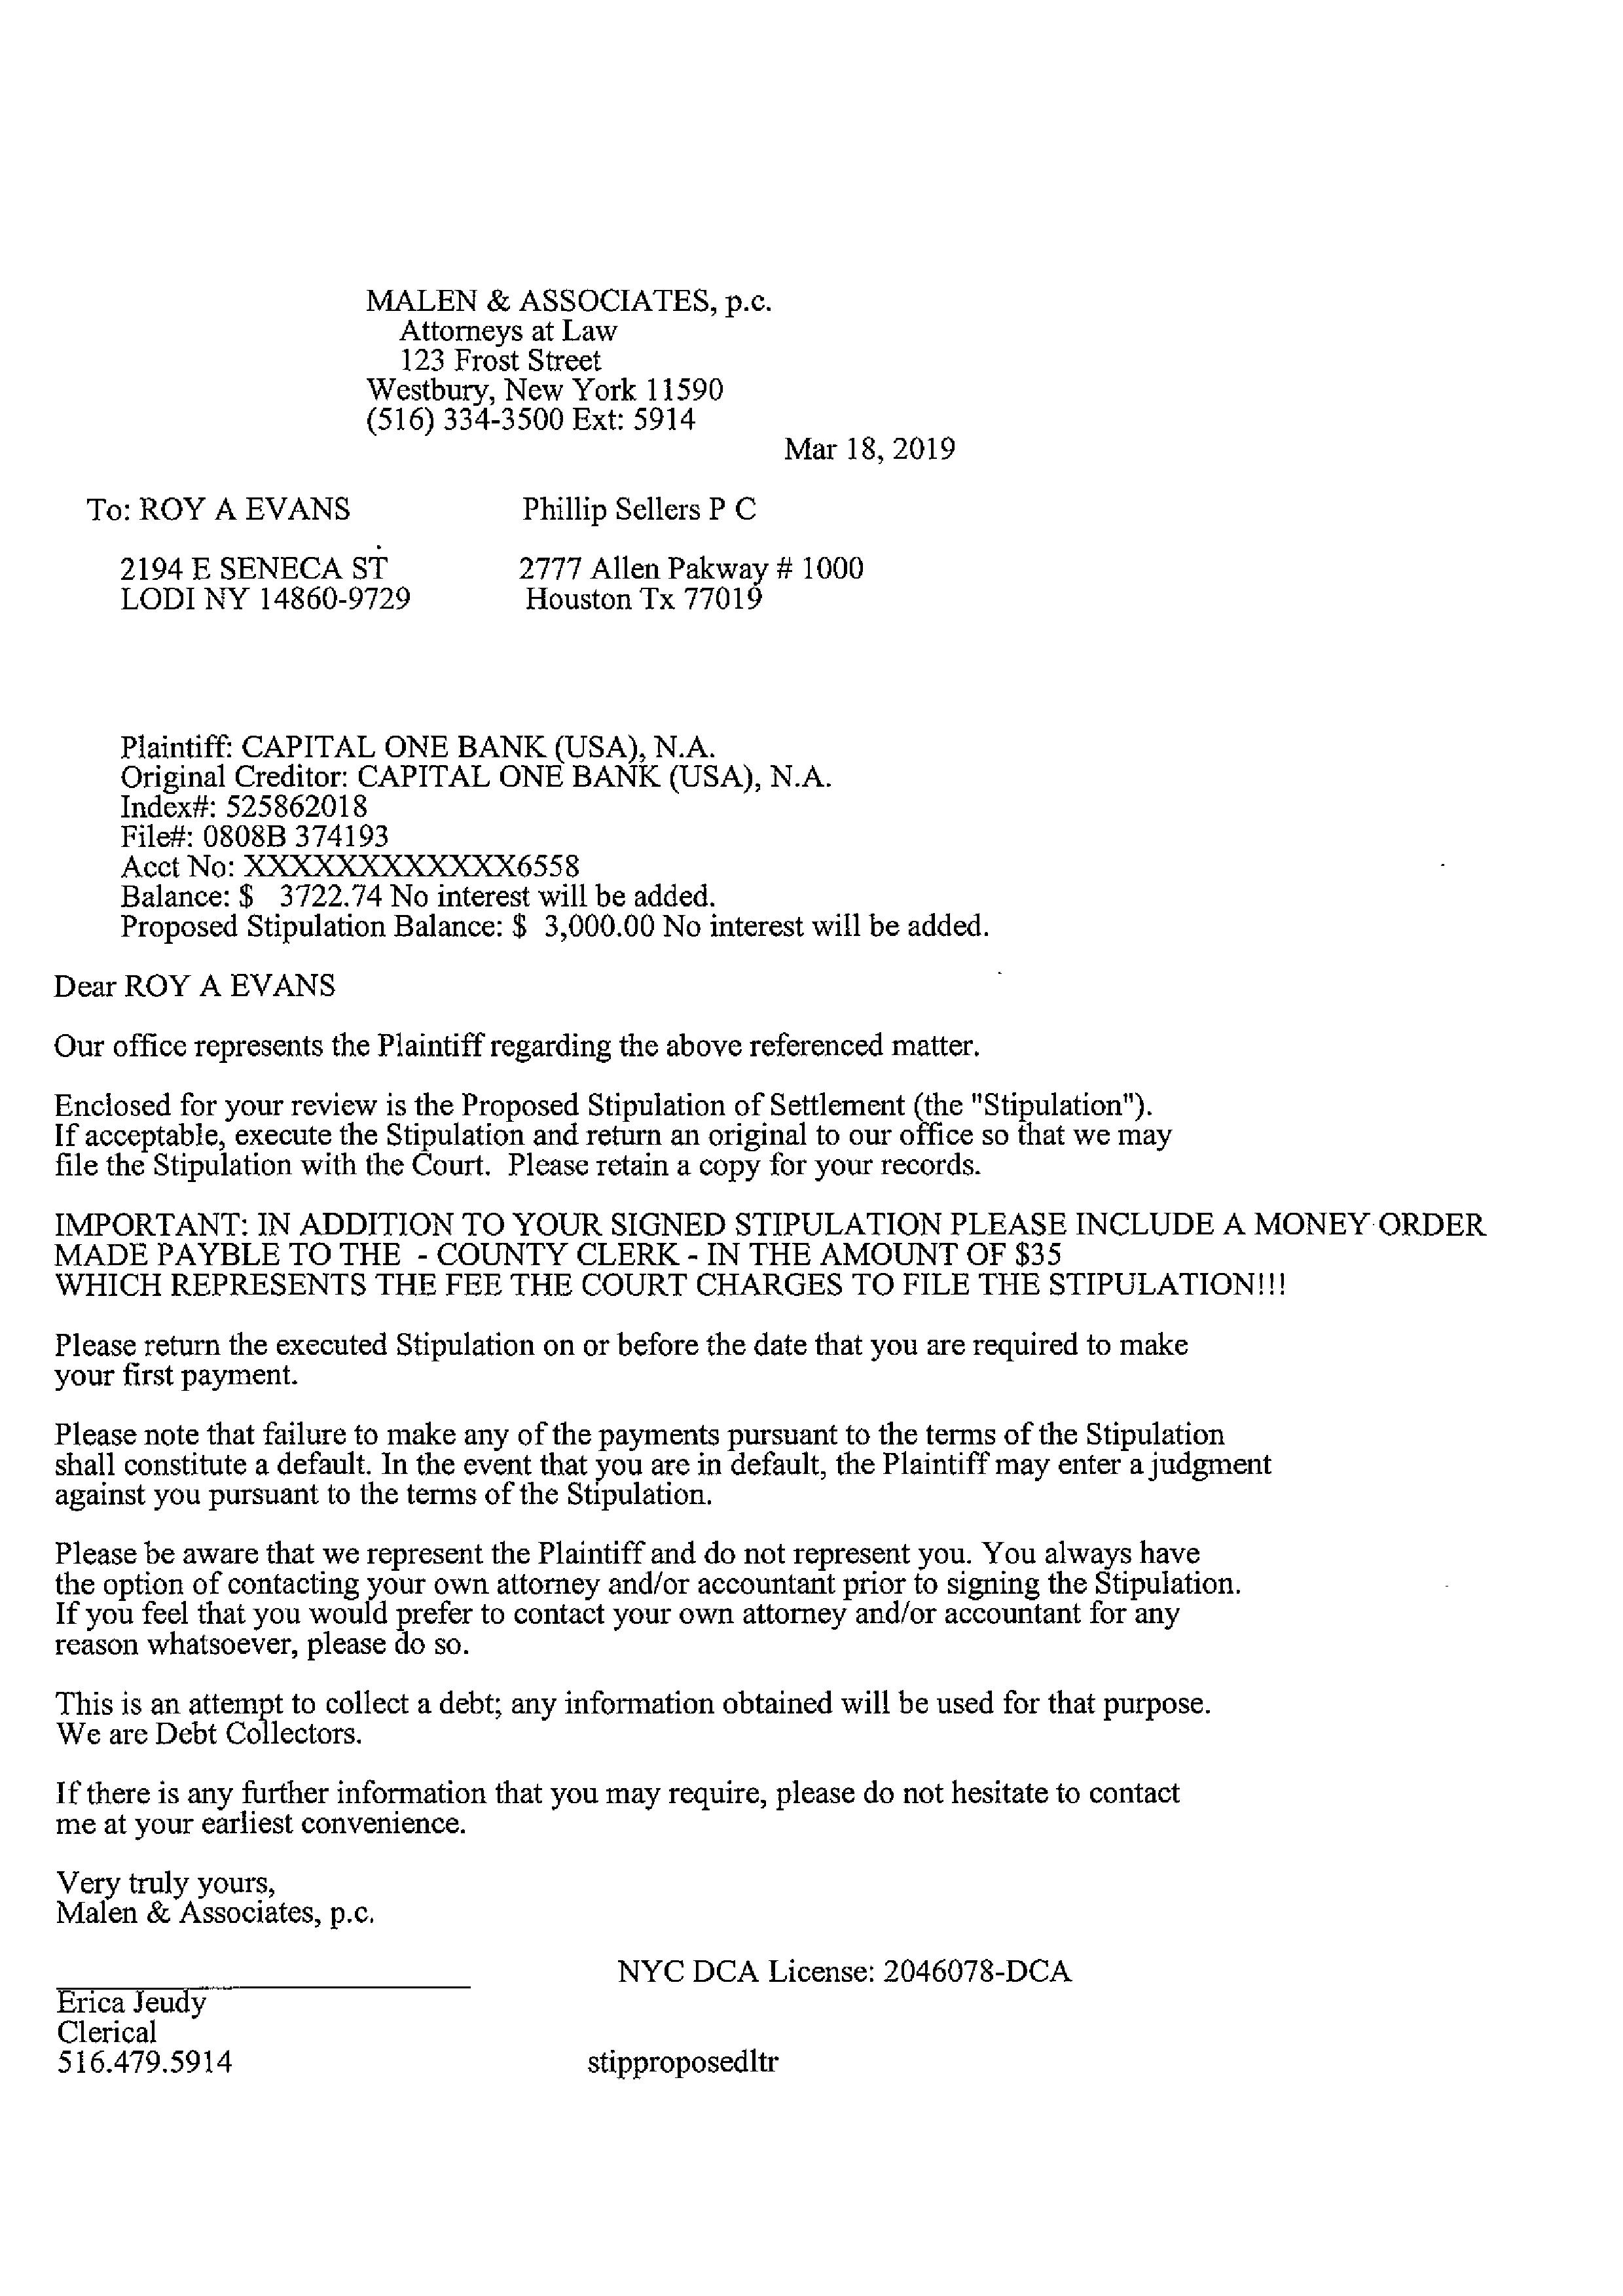 MALEN & ASSOCIATES, p.c.
Attorneys at Law
123 Frost Street
Westbury, New York 11590
(516) 334-3500 Ext: 5914
Mar 18, 2019
To: ROY A EVANS Phillip Sellers P C
2194 E SENECA ST 2777 Allen Pakway # 1000
LODI NY 14860-9729 Houston Tx 77019
Plaintiff: CAPITAL ONE BANK (USA), N.A.
Original Creditor: CAPITAL ONE BANK (USA), N.A.
Index#: 525862018
File#: 0808B 374193
Acct No: XXXXXXXXXXXX6558
Balance: $ 3722.74 No interest will be added.
Proposed Stipulation Balance: $ 3,000.00 No interest will be added.
Dear ROY A EVANS
Our office represents the Plaintiff regarding the above referenced matter.
Enclosed for your review is the Proposed Stipulation of Settlement (the "Stipulation").
If acceptable, execute the Stipulation and return an original to our office so that we may
file the Stipulation with the Court. Please retain a copy for your records.
IMPORTANT: IN ADDITION TO YOUR SIGNED STIPULATION PLEASE INCLUDE A MONEY ORDER
MADE PAYBLE TO THE - COUNTY CLERK - IN THE AMOUNT OF $35
WHICH REPRESENTS THE FEE THE COURT CHARGES TO FILE THE STIPULATION!!!
Please return the executed Stipulation on or before the date that you are required to make
your first payment.
Please note that failure to make any of the payments pursuant to the terms of the Stipulation
shall constitute a default. In the event that you are in default, the Plaintiff may enter a judgment
against you pursuant to the terms of the Stipulation.
Please be aware that we represent the Plaintiff and do not represent you. You always have
the option of contacting your own attorney and/or accountant prior to signing the Stipulation.
If you feel that you would prefer to contact your own attorney and/or accountant for any
reason whatsoever, please do so.
This is an attempt to collect a debt; any information obtained will be used for that purpose.
We are Debt Collectors.
If there is any further information that you may require, please do not hesitate to contact
me at your earliest convenience.
Very truly yours,
Malen & Associates, p.c.
NYC DCA License: 2046078-DCA
Erica Jeudy
Clerical
516.479.5914 stipproposedltr